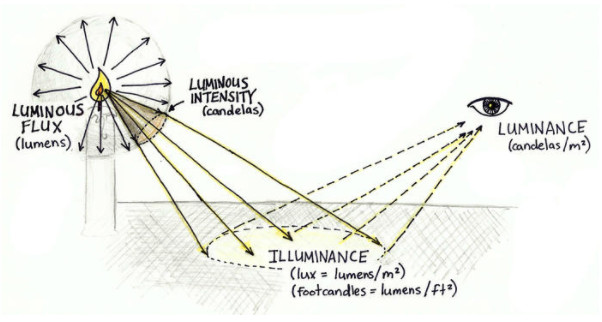 LUMINOUS
FLUX
(lumens)
LUMINOUS
INTENSITY
(candelas)
LUMINANCE
(candelas/m²)
ILLUMINANCE
(lux = lumens/m²)
(footcandles = lumens/ft²)